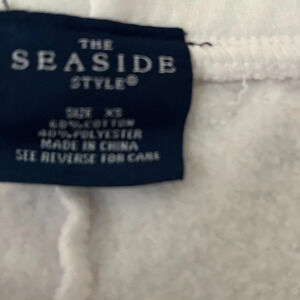 THE
SEASIDE
STYLE®
SIZE XS
60% COTTON
40% POLYESTER
MADE IN CHINA
SEE REVERSE FOR CARE